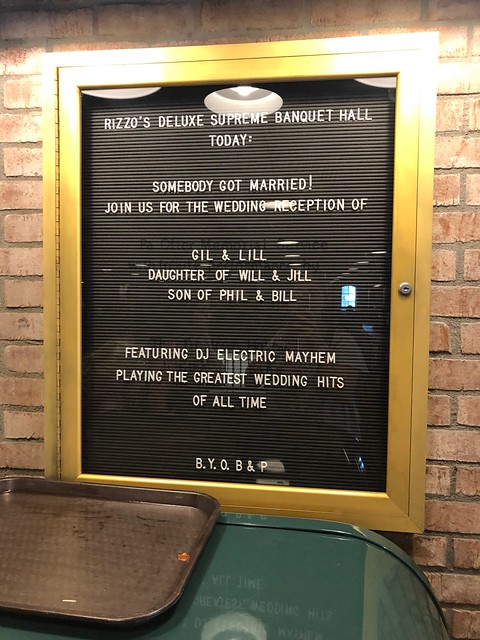 RIZZO'S DELUXE SUPREME BANQUET HALL
TODAY:
SOMEBODY GOT MARRIED!
JOIN US FOR THE WEDDING RECEPTION OF
GIL & LILL
DAUGHTER OF WILL & JILL
SON OF PHIL & BILL
FEATURING DJ ELECTRIC MAYHEM
PLAYING THE GREATEST WEDDING HITS
OF ALL TIME
B.Y.O.B & P